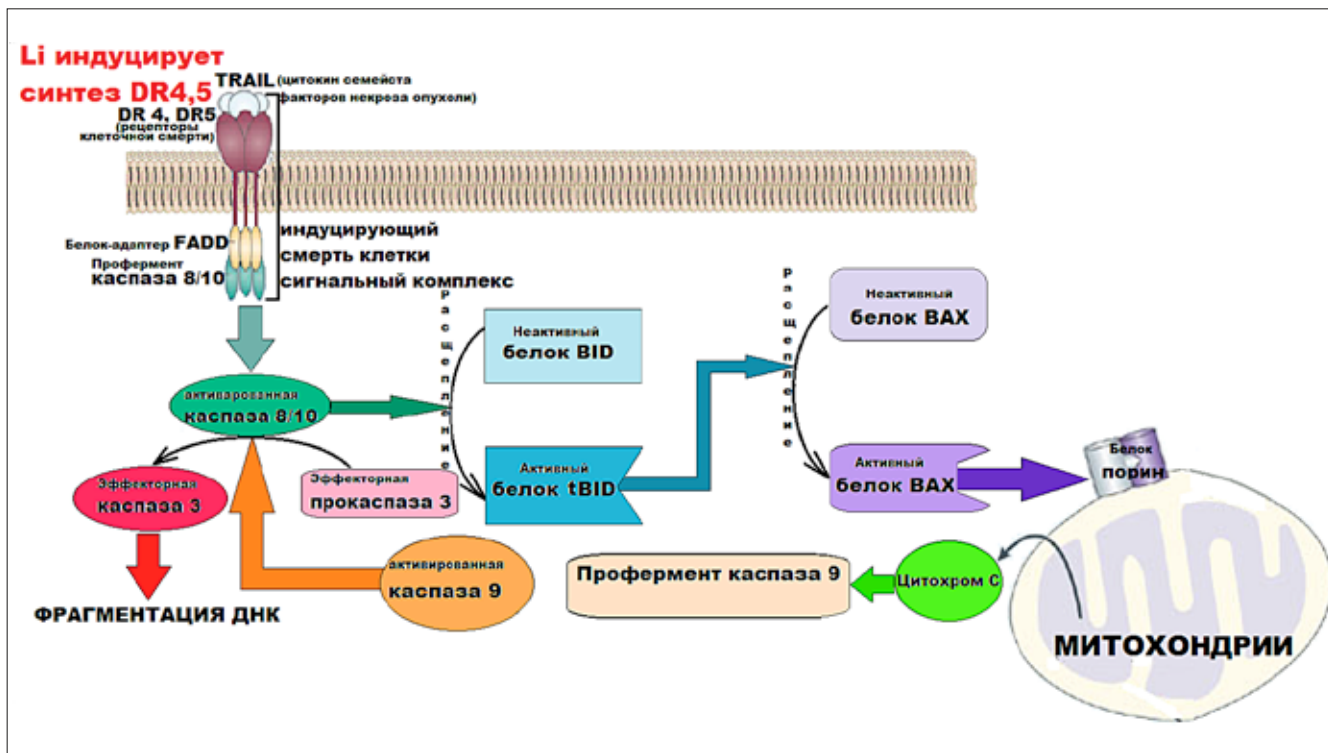 Li индуцирует
синтез DR4,5
TRAIL (цитокин семейста
факторов некроза опухоли)
DR 4, DR5
(рецепторы
клеточной смерти)
Белок-адаптер FADD
Профермент
каспаза 8/10
индуцирующий
смерть клетки
сигнальный комплекс
Расщепление
Неактивный
белок BID
Расщепление
Неактивный
белок BAX
активарованная
каспаза 8/10
Эффекторная
каспаза 3
Эффекторная
прокаспаза 3
Активный
белок tBID
Активный
белок BAX
Белок
порин
активированная
каспаза 9
Профермент каспаза 9
Цитохром С
МИТОХОНДРИИ
ФРАГМЕНТАЦИЯ ДНК